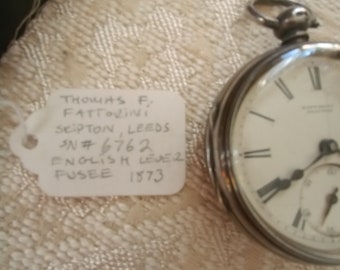 THOMAS F.
FATTORINI
SKIPTON, LEEDS
SN# 6762
ENGLISH LEVER
FUSEE 1873